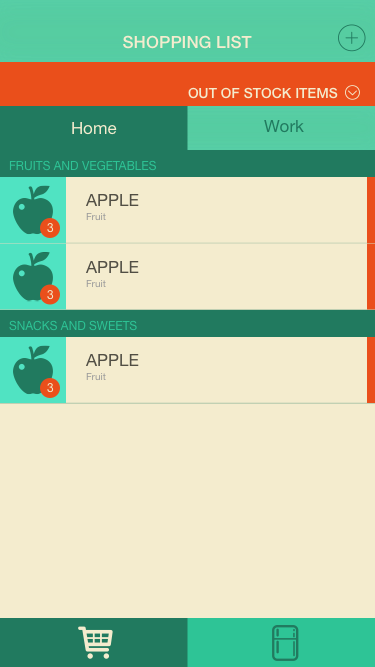 SHOPPING LIST
OUT OF STOCK ITEMS
Home
Work
FRUITS AND VEGETABLES
APPLE
Fruit
3
APPLE
Fruit
3
SNACKS AND SWEETS
APPLE
Fruit
3